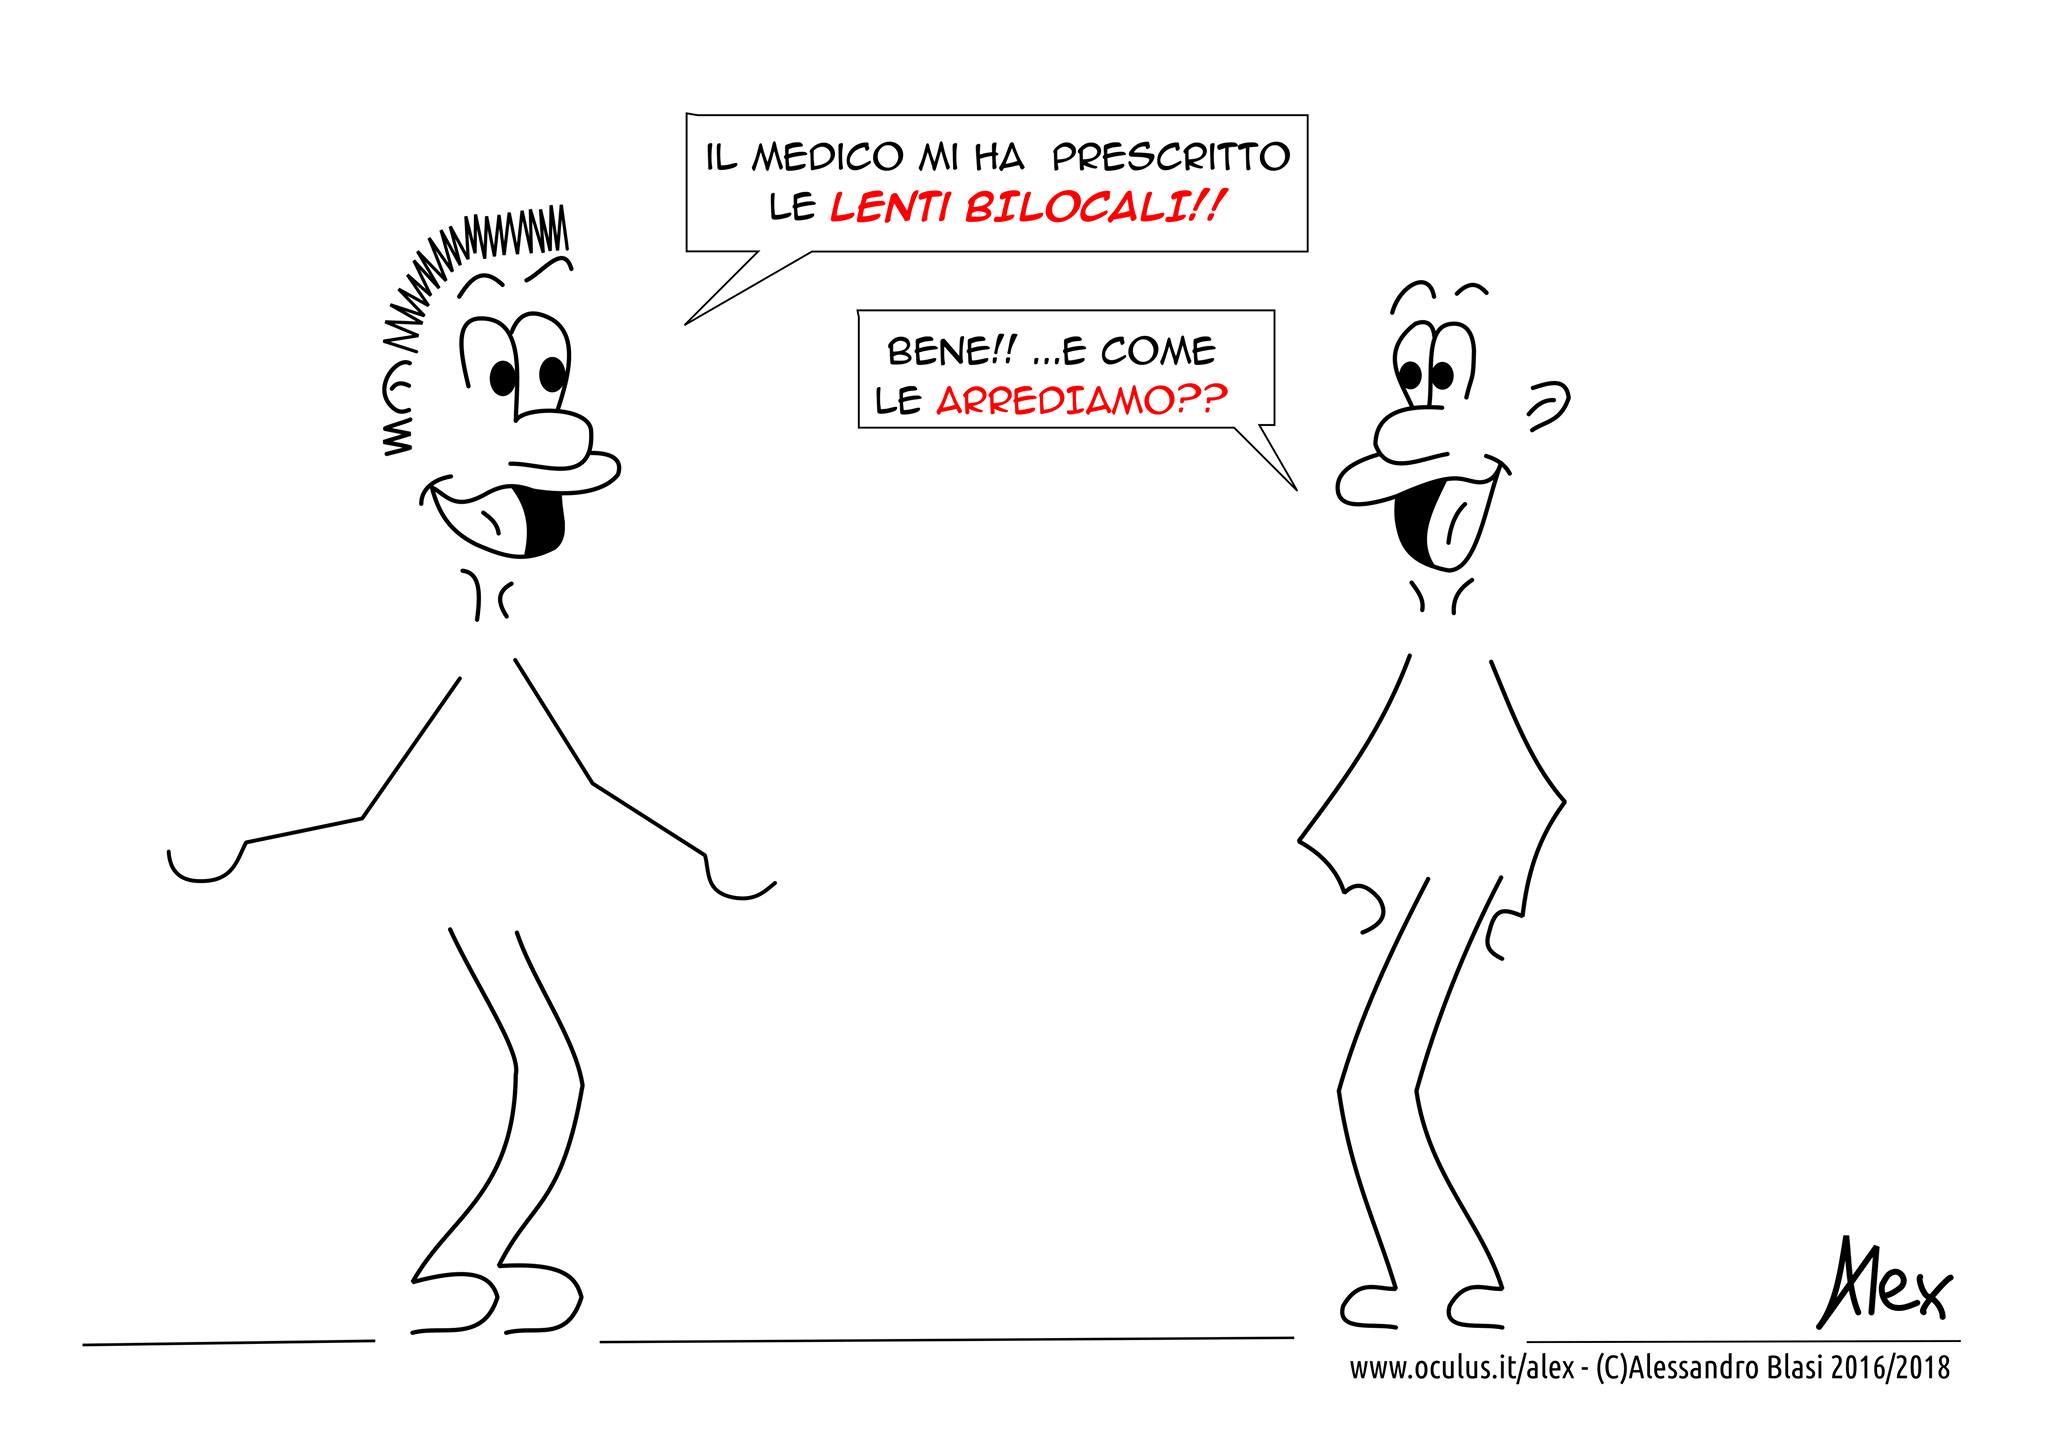 IL MEDICO MI HA PRESCRITTO
LE LENTI BILOCALI!!
BENE!! ...E COME
LE ARREDIAMO??
Alex
www.oculus.it/alex - (C)Alessandro Blasi 2016/2018